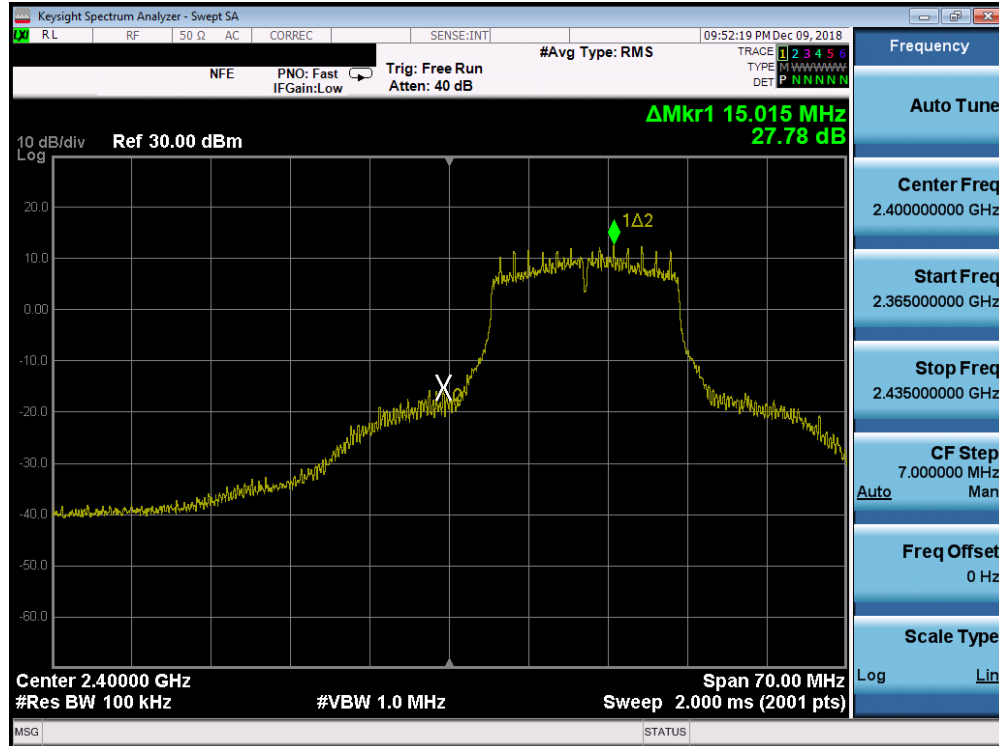 Keysight Spectrum Analyzer - Swept SA
LXI RL RF 50 Ω AC CORREC SENSE:INT 09:52:19 PM Dec 09, 2018
#Avg Type: RMS TRACE 1 2 3 4 5 6
NFE PNO: Fast Trig: Free Run TYPE M W W W W W
IFGain:Low Atten: 40 dB DET P N N N N N
ΔMkr1 15.015 MHz
27.78 dB
10 dB/div Ref 30.00 dBm
Log
20.0
1Δ2
10.0
0.00
-10.0
X2
-20.0
-30.0
-40.0
-50.0
-60.0
Center 2.40000 GHz Span 70.00 MHz
#Res BW 100 kHz #VBW 1.0 MHz Sweep 2.000 ms (2001 pts)
MSG STATUS
Frequency
Auto Tune
Center Freq
2.400000000 GHz
Start Freq
2.365000000 GHz
Stop Freq
2.435000000 GHz
CF Step
7.000000 MHz
Auto Man
Freq Offset
0 Hz
Scale Type
Log Lin